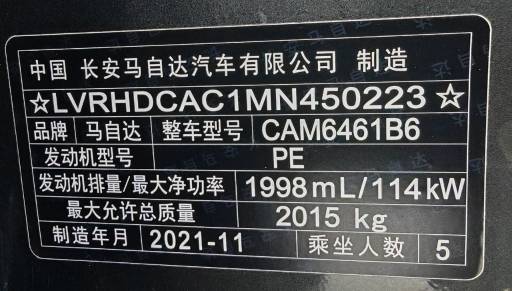 中国 长安马自达汽车有限公司 制造
☆LVRHDCAC1MN450223☆
品牌 马自达 整车型号 CAM6461B6
发动机型号 PE
发动机排量/最大净功率 1998mL/114kW
最大允许总质量 2015 kg
制造年月 2021-11 乘坐人数 5